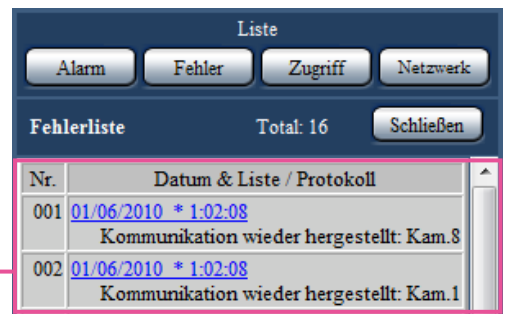 Liste
Alarm Fehler Zugriff Netzwerk
Fehlerliste Total: 16 Schließen
Nr. Datum & Liste / Protokoll
001 01/06/2010 * 1:02:08
Kommunikation wieder hergestellt: Kam.8
002 01/06/2010 * 1:02:08
Kommunikation wieder hergestellt: Kam.1